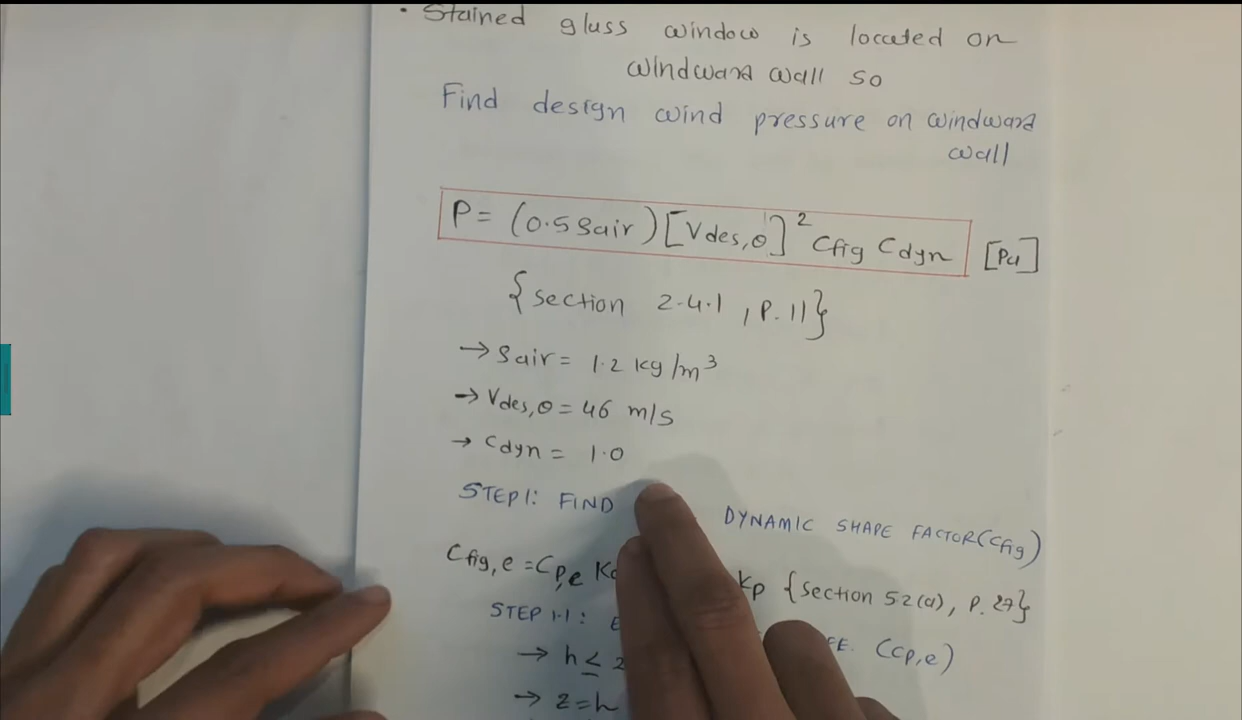 • Stained glass window is located on
windward wall so
Find design wind pressure on windward
wall
P = (0.5 ρair) [Vdes,θ]² Cfig Cdyn [Pa]
{section 2.4.1, P.11}
→ ρair = 1.2 kg/m³
→ Vdes,θ = 46 m/s
→ Cdyn = 1.0
STEP1: FIND DYNAMIC SHAPE FACTOR (Cfig)
Cfig,e = Cp,e Kp {section 5.2(a), P. 27}
STEP 1.1: (Cp,e)
→ h ≤
→ z = h